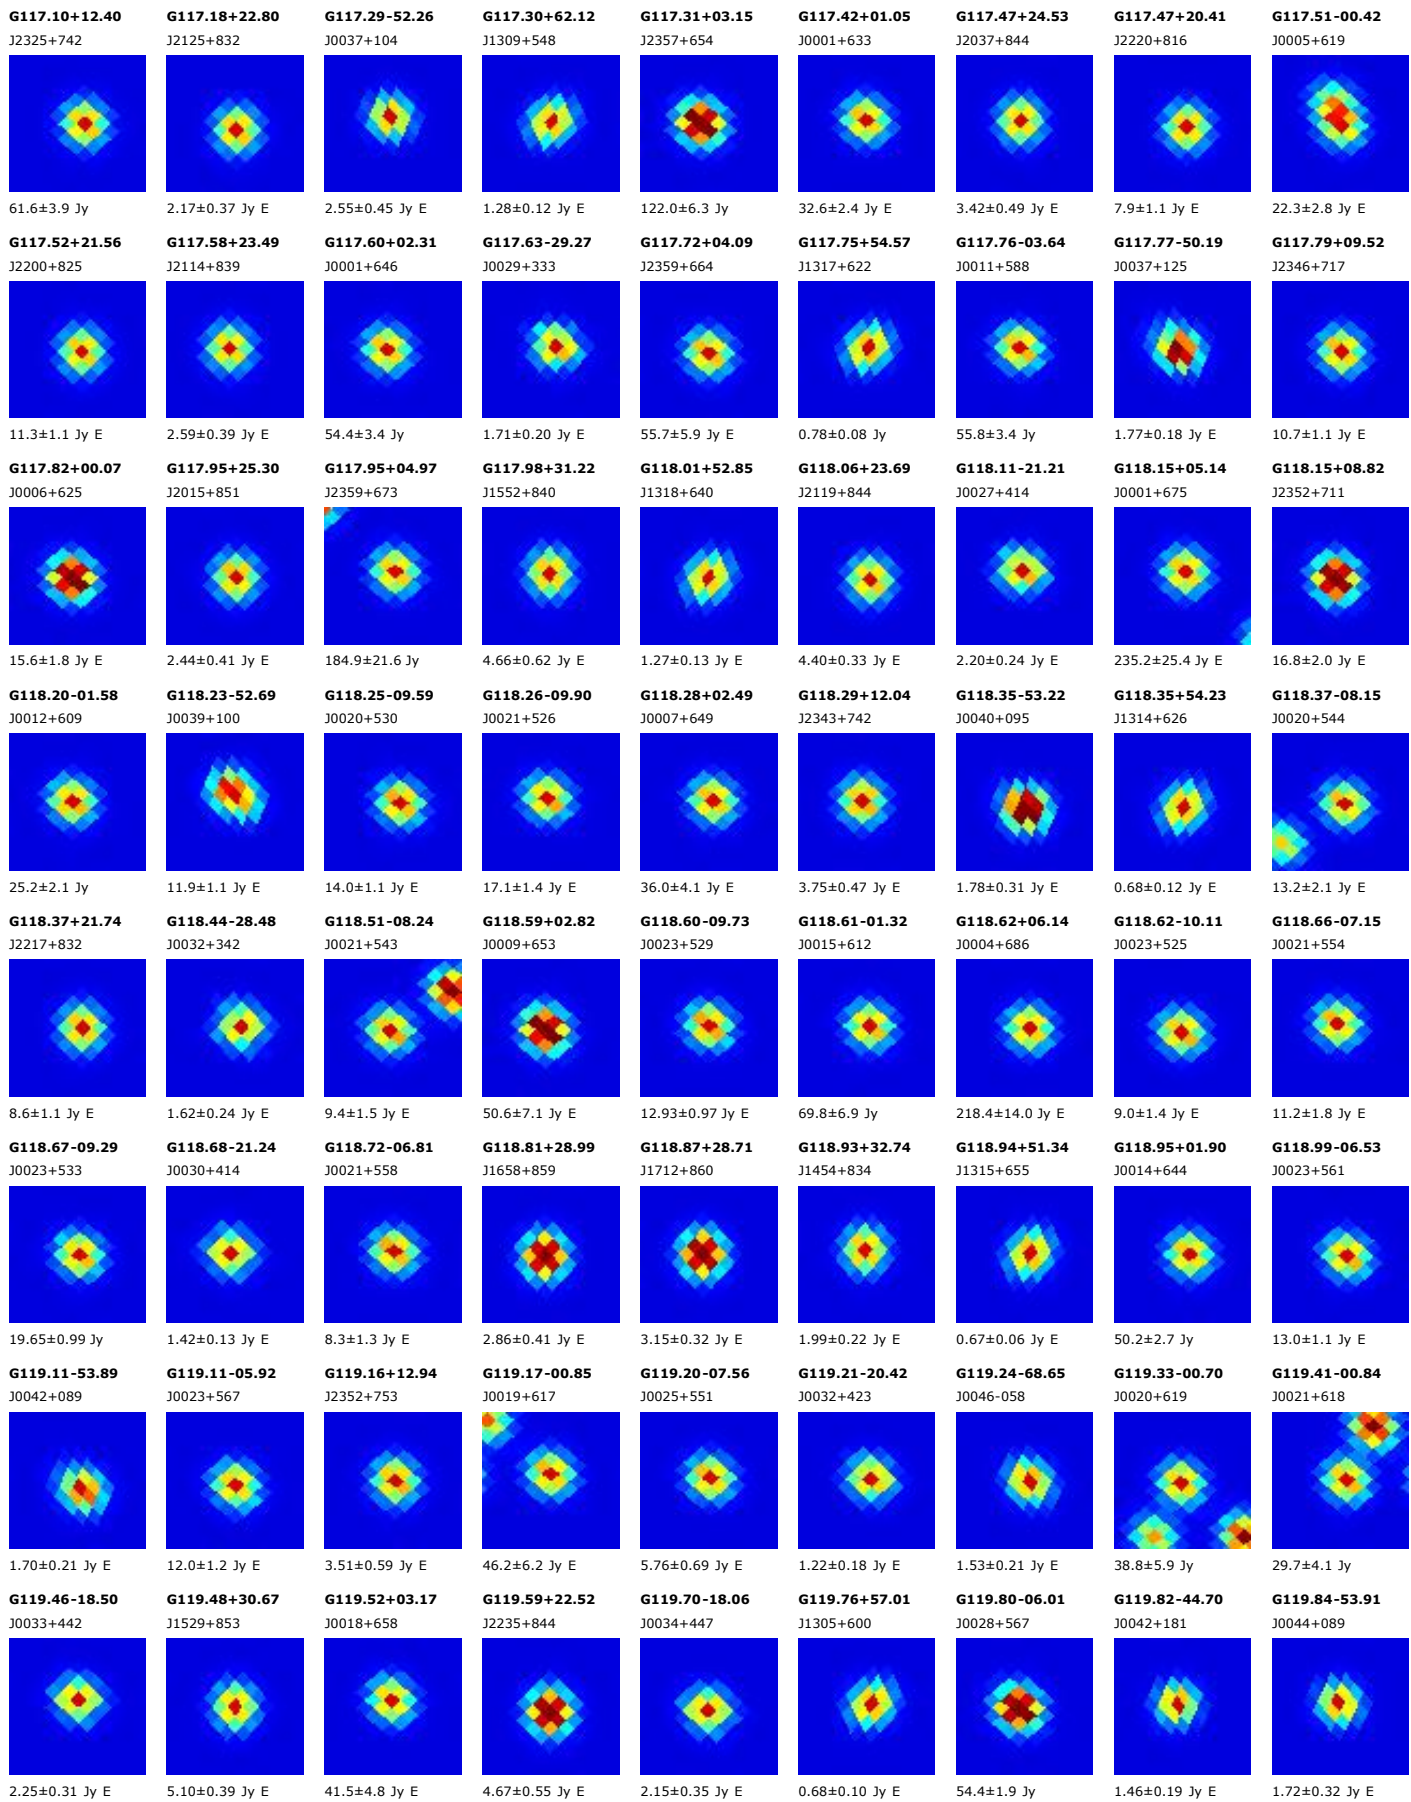 G117.10+12.40 G117.18+22.80 G117.29-52.26 G117.30+62.12 G117.31+03.15 G117.42+01.05 G117.47+24.53 G117.47+20.41 G117.51-00.42
J2325+742 J2125+832 J0037+104 J1309+548 J2357+654 J0001+633 J2037+844 J2220+816 J0005+619
61.6±3.9 Jy 2.17±0.37 Jy E 2.55±0.45 Jy E 1.28±0.12 Jy E 122.0±6.3 Jy 32.6±2.4 Jy E 3.42±0.49 Jy E 7.9±1.1 Jy E 22.3±2.8 Jy E
G117.52+21.56 G117.58+23.49 G117.60+02.31 G117.63-29.27 G117.72+04.09 G117.75+54.57 G117.76-03.64 G117.77-50.19 G117.79+09.52
J2200+825 J2114+839 J0001+646 J0029+333 J2359+664 J1317+622 J0011+588 J0037+125 J2346+717
11.3±1.1 Jy E 2.59±0.39 Jy E 54.4±3.4 Jy 1.71±0.20 Jy E 55.7±5.9 Jy E 0.78±0.08 Jy 55.8±3.4 Jy 1.77±0.18 Jy E 10.7±1.1 Jy E
G117.82+00.07 G117.95+25.30 G117.95+04.97 G117.98+31.22 G118.01+52.85 G118.06+23.69 G118.11-21.21 G118.15+05.14 G118.15+08.82
J0006+625 J2015+851 J2359+673 J1552+840 J1318+640 J2119+844 J0027+414 J0001+675 J2352+711
15.6±1.8 Jy E 2.44±0.41 Jy E 184.9±21.6 Jy 4.66±0.62 Jy E 1.27±0.13 Jy E 4.40±0.33 Jy E 2.20±0.24 Jy E 235.2±25.4 Jy E 16.8±2.0 Jy E
G118.20-01.58 G118.23-52.69 G118.25-09.59 G118.26-09.90 G118.28+02.49 G118.29+12.04 G118.35-53.22 G118.35+54.23 G118.37-08.15
J0012+609 J0039+100 J0020+530 J0021+526 J0007+649 J2343+742 J0040+095 J1314+626 J0020+544
25.2±2.1 Jy 11.9±1.1 Jy E 14.0±1.1 Jy E 17.1±1.4 Jy E 36.0±4.1 Jy E 3.75±0.47 Jy E 1.78±0.31 Jy E 0.68±0.12 Jy E 13.2±2.1 Jy E
G118.37+21.74 G118.44-28.48 G118.51-08.24 G118.59+02.82 G118.60-09.73 G118.61-01.32 G118.62+06.14 G118.62-10.11 G118.66-07.15
J2217+832 J0032+342 J0021+543 J0009+653 J0023+529 J0015+612 J0004+686 J0023+525 J0021+554
8.6±1.1 Jy E 1.62±0.24 Jy E 9.4±1.5 Jy E 50.6±7.1 Jy E 12.93±0.97 Jy E 69.8±6.9 Jy 218.4±14.0 Jy E 9.0±1.4 Jy E 11.2±1.8 Jy E
G118.67-09.29 G118.68-21.24 G118.72-06.81 G118.81+28.99 G118.87+28.71 G118.93+32.74 G118.94+51.34 G118.95+01.90 G118.99-06.53
J0023+533 J0030+414 J0021+558 J1658+859 J1712+860 J1454+834 J1315+655 J0014+644 J0023+561
19.65±0.99 Jy 1.42±0.13 Jy E 8.3±1.3 Jy E 2.86±0.41 Jy E 3.15±0.32 Jy E 1.99±0.22 Jy E 0.67±0.06 Jy E 50.2±2.7 Jy 13.0±1.1 Jy E
G119.11-53.89 G119.11-05.92 G119.16+12.94 G119.17-00.85 G119.20-07.56 G119.21-20.42 G119.24-68.65 G119.33-00.70 G119.41-00.84
J0042+089 J0023+567 J2352+753 J0019+617 J0025+551 J0032+423 J0046-058 J0020+619 J0021+618
1.70±0.21 Jy E 12.0±1.2 Jy E 3.51±0.59 Jy E 46.2±6.2 Jy E 5.76±0.69 Jy E 1.22±0.18 Jy E 1.53±0.21 Jy E 38.8±5.9 Jy 29.7±4.1 Jy
G119.46-18.50 G119.48+30.67 G119.52+03.17 G119.59+22.52 G119.70-18.06 G119.76+57.01 G119.80-06.01 G119.82-44.70 G119.84-53.91
J0033+442 J1529+853 J0018+658 J2235+844 J0034+447 J1305+600 J0028+567 J0042+181 J0044+089
2.25±0.31 Jy E 5.10±0.39 Jy E 41.5±4.8 Jy E 4.67±0.55 Jy E 2.15±0.35 Jy E 0.68±0.10 Jy E 54.4±1.9 Jy 1.46±0.19 Jy E 1.72±0.32 Jy E